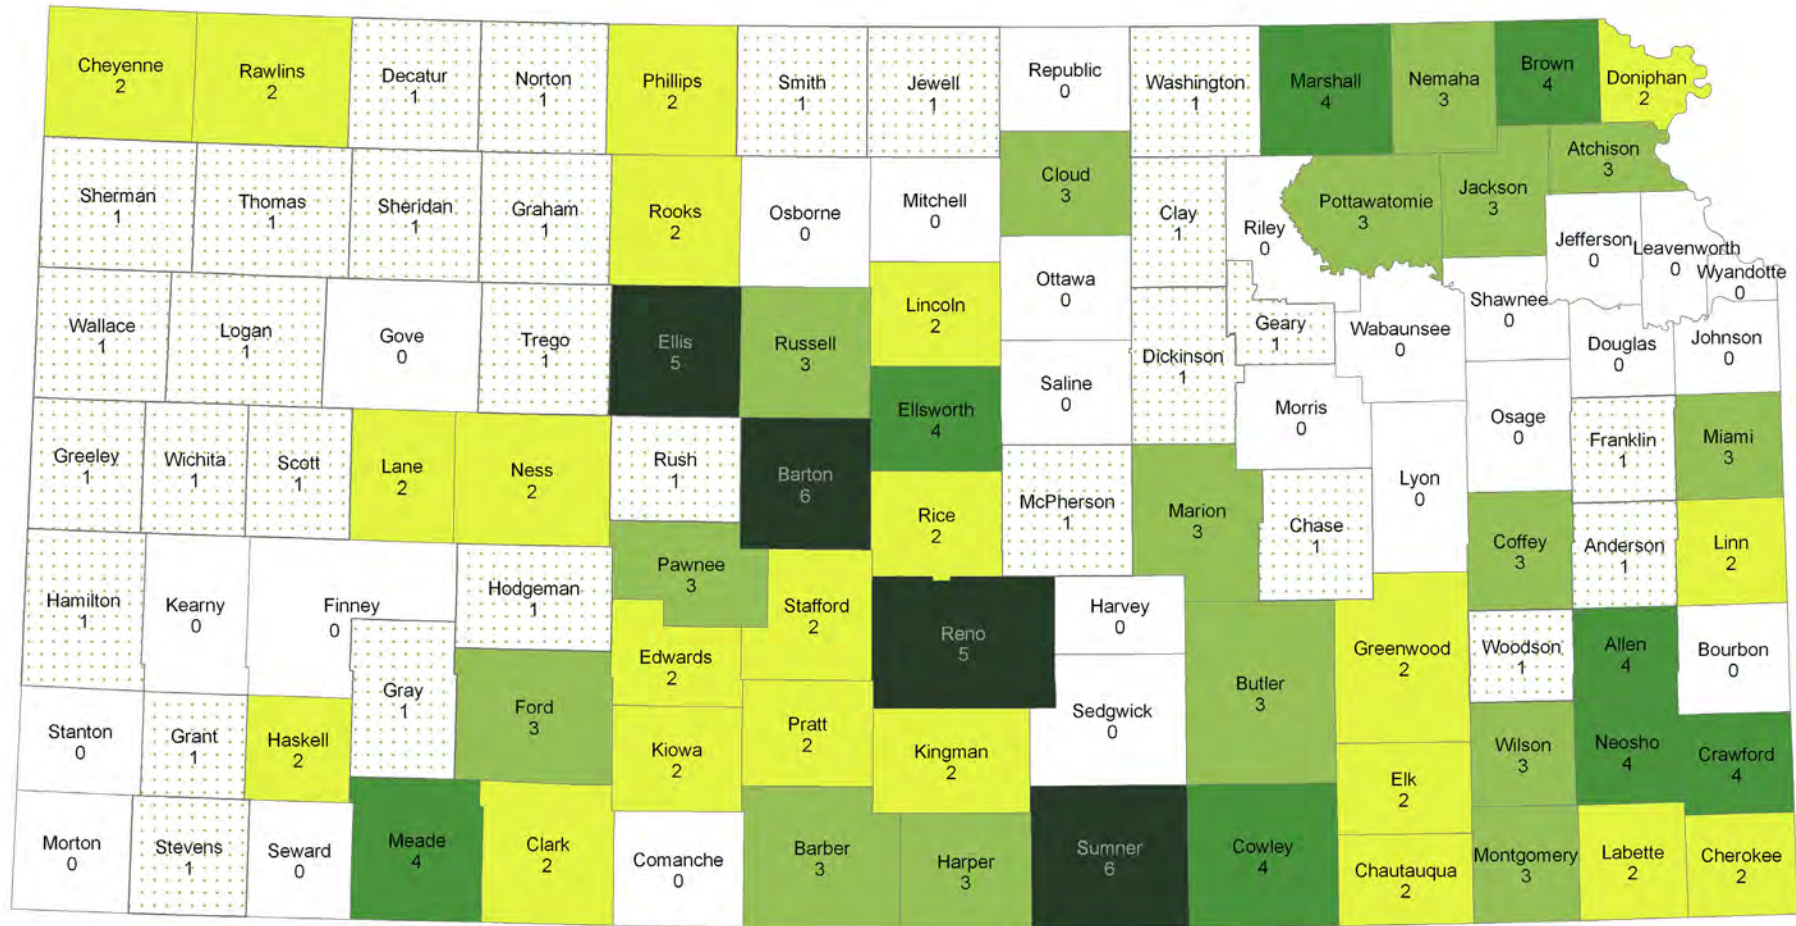 Cheyenne
2
Rawlins
2
Decatur
1
Norton
1
Phillips
2
Smith
1
Jewell
1
Republic
0
Washington
1
Marshall
4
Nemaha
3
Brown
4
Doniphan
2
Sherman
1
Thomas
1
Sheridan
1
Graham
1
Rooks
2
Osborne
0
Mitchell
0
Cloud
3
Clay
1
Riley
0
Pottawatomie
3
Jackson
3
Atchison
3
Jefferson
0
Leavenworth
0
Wyandotte
0
Wallace
1
Logan
1
Gove
0
Trego
1
Ellis
5
Russell
3
Lincoln
2
Ottawa
0
Saline
0
Dickinson
1
Geary
1
Wabaunsee
0
Shawnee
0
Douglas
0
Johnson
0
Greeley
1
Wichita
1
Scott
1
Lane
2
Ness
2
Rush
1
Barton
6
Ellsworth
4
Rice
2
McPherson
1
Marion
3
Morris
0
Chase
1
Lyon
0
Osage
0
Franklin
1
Miami
3
Coffey
3
Anderson
1
Linn
2
Hamilton
1
Kearny
0
Finney
0
Hodgeman
1
Pawnee
3
Stafford
2
Edwards
2
Reno
5
Harvey
0
Butler
3
Greenwood
2
Woodson
1
Allen
4
Bourbon
0
Stanton
0
Grant
1
Haskell
2
Gray
1
Ford
3
Kiowa
2
Pratt
2
Kingman
2
Sedgwick
0
Elk
2
Wilson
3
Neosho
4
Crawford
4
Morton
0
Stevens
1
Seward
0
Meade
4
Clark
2
Comanche
0
Barber
3
Harper
3
Sumner
6
Cowley
4
Chautauqua
2
Montgomery
3
Labette
2
Cherokee
2